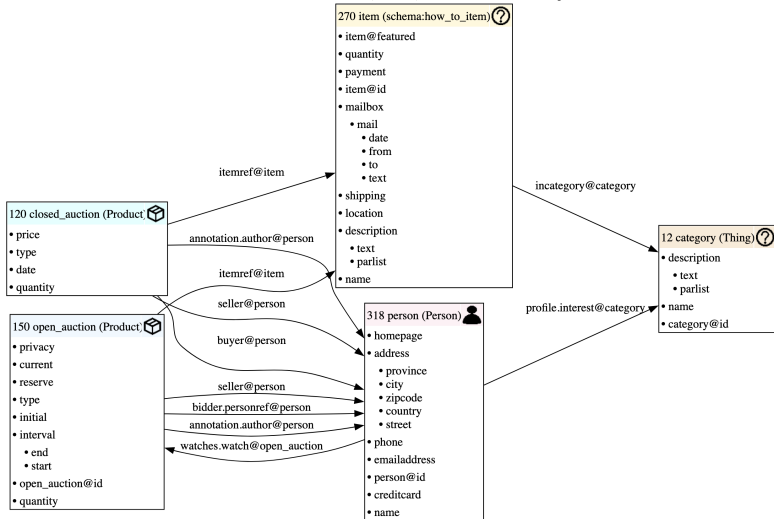 270 item (schema:how_to_item)
• item@featured
• quantity
• payment
• item@id
• mailbox
• mail
• date
• from
• to
• text
• shipping
• location
• description
• text
• parlist
• name
itemref@item
incategory@category
120 closed_auction (Product)
• price
• type
• date
• quantity
annotation.author@person
itemref@item
seller@person
buyer@person
12 category (Thing)
• description
• text
• parlist
• name
• category@id
150 open_auction (Product)
• privacy
• current
• reserve
• type
• initial
• interval
• end
• start
• open_auction@id
• quantity
seller@person
bidder.personref@person
annotation.author@person
watches.watch@open_auction
318 person (Person)
• homepage
• address
• province
• city
• zipcode
• country
• street
• phone
• emailaddress
• person@id
• creditcard
• name
profile.interest@category